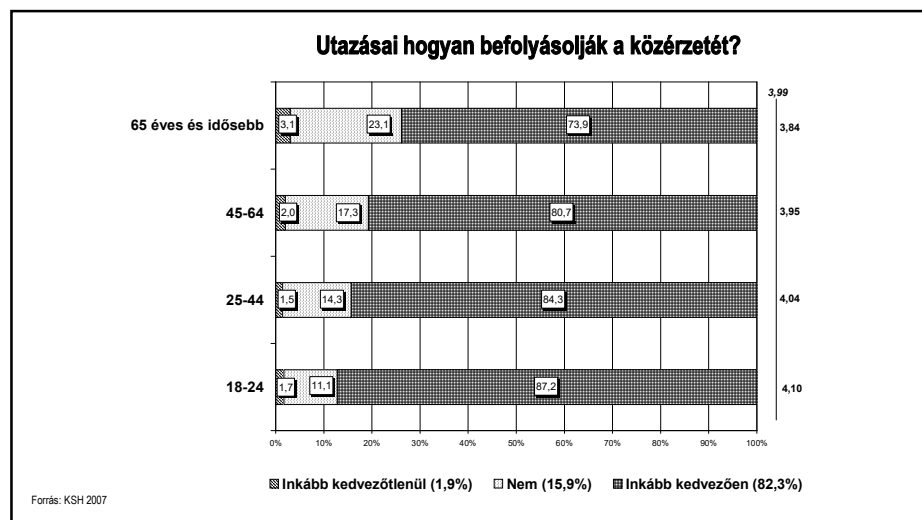 Utazásai hogyan befolyásolják a közérzetét?
3,99
65 éves és idősebb 3,1 23,1 73,9 3,84
45-64 2,0 17,3 80,7 3,95
25-44 1,5 14,3 84,3 4,04
18-24 1,7 11,1 87,2 4,10
0% 10% 20% 30% 40% 50% 60% 70% 80% 90% 100%
Inkább kedvezőtlenül (1,9%) Nem (15,9%) Inkább kedvezően (82,3%)
Forrás: KSH 2007